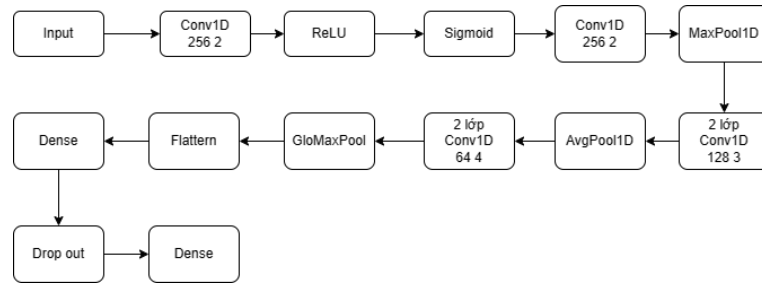 Input
Conv1D
256 2
ReLU
Sigmoid
Conv1D
256 2
MaxPool1D
2 lớp
Conv1D
128 3
AvgPool1D
2 lớp
Conv1D
64 4
GloMaxPool
Flattern
Dense
Drop out
Dense